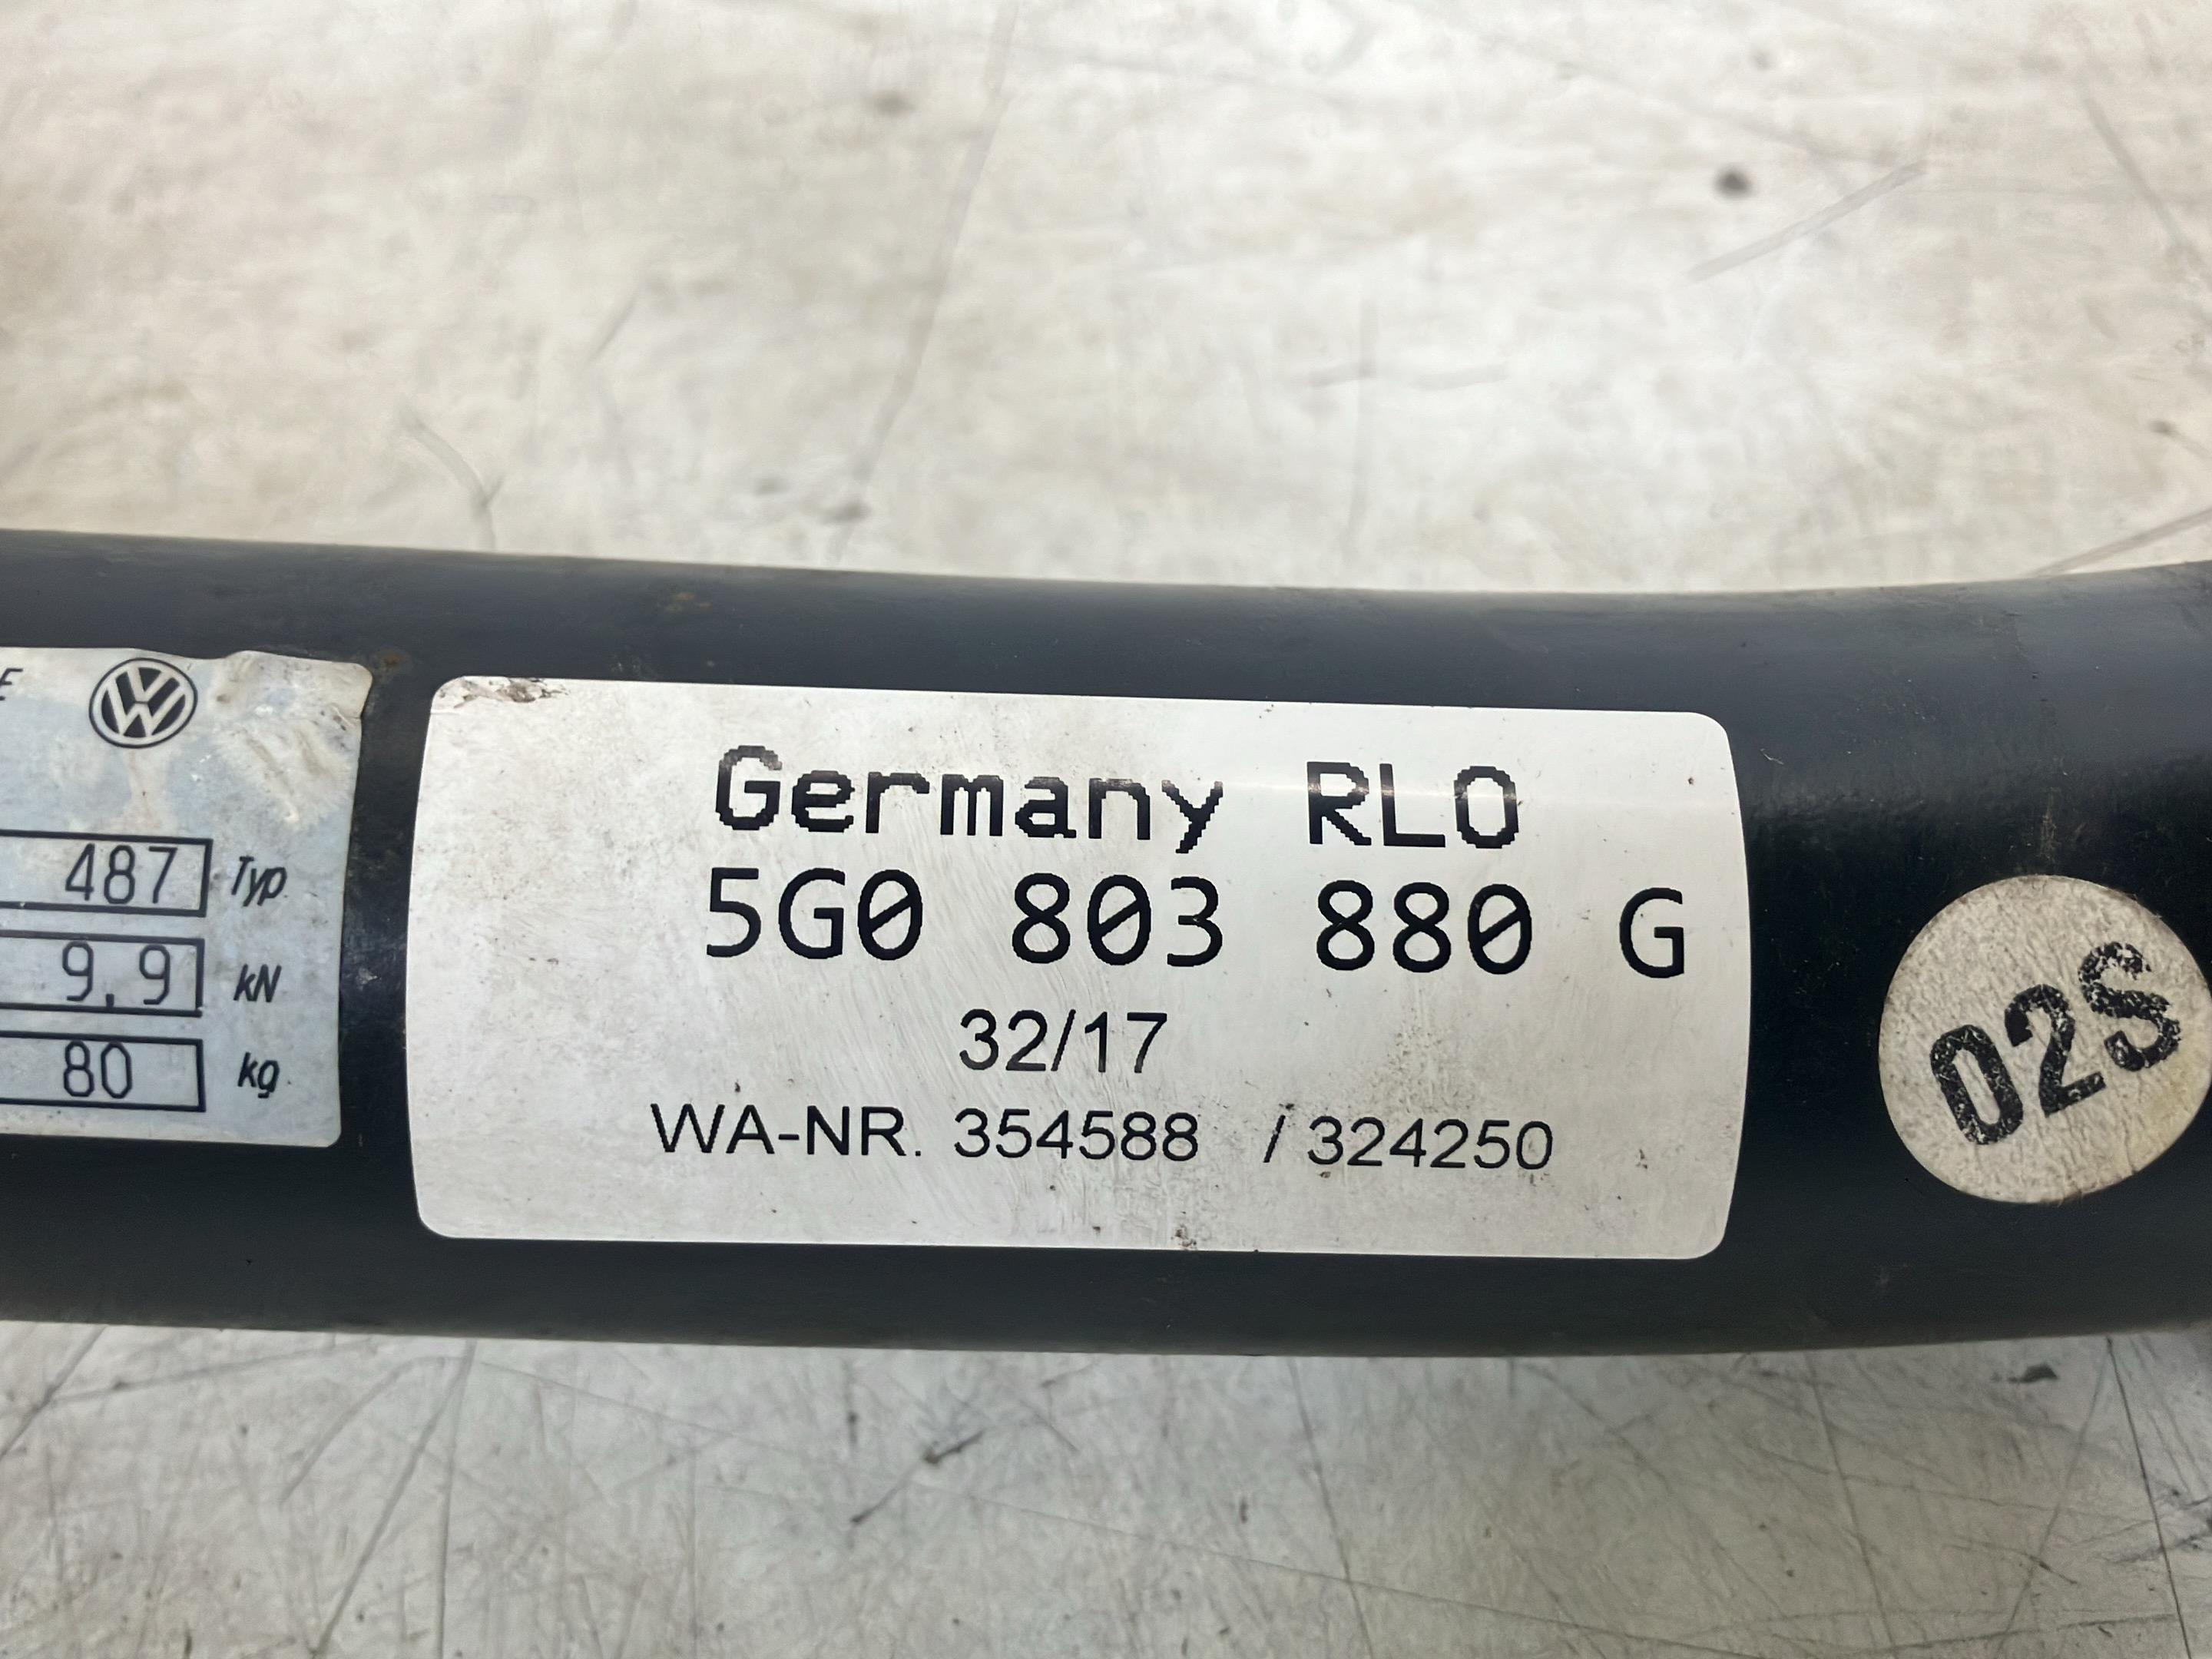 E
487 Typ
9,9 kN
80 kg
Germany RLO
5G0 803 880 G
32/17
WA-NR. 354588 / 324250
02S